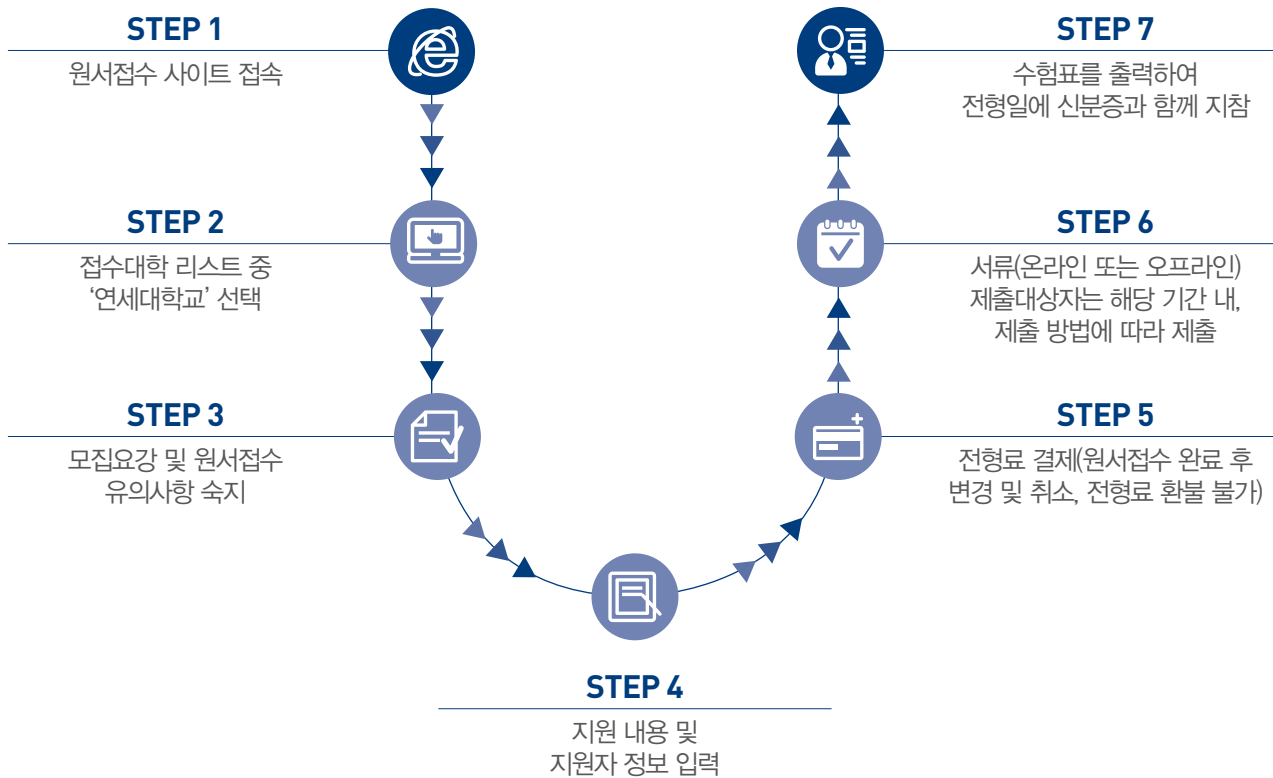 STEP 1
원서접수 사이트 접속
STEP 2
접수대학 리스트 중
‘연세대학교’ 선택
STEP 3
모집요강 및 원서접수
유의사항 숙지
STEP 4
지원 내용 및
지원자 정보 입력
STEP 5
전형료 결제(원서접수 완료 후
변경 및 취소, 전형료 환불 불가)
STEP 6
서류(온라인 또는 오프라인)
제출대상자는 해당 기간 내,
제출 방법에 따라 제출
STEP 7
수험표를 출력하여
전형일에 신분증과 함께 지참